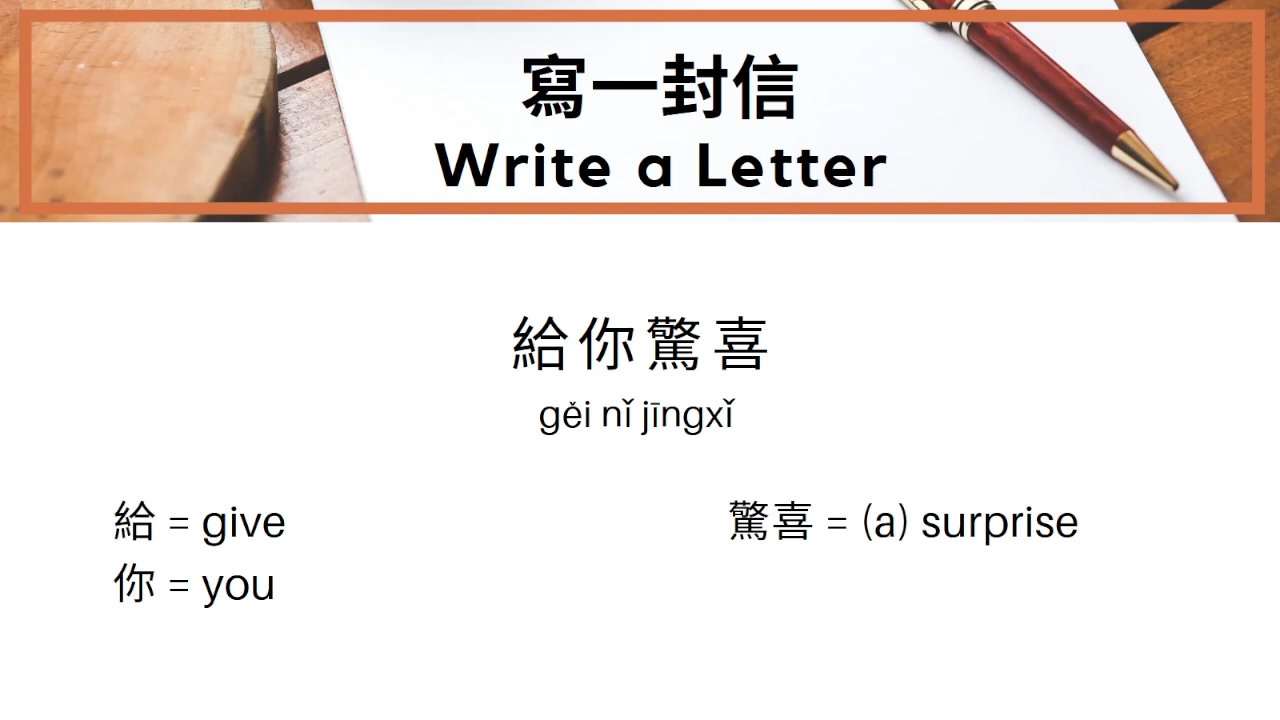 寫一封信
Write a Letter
給你驚喜
gěi nǐ jīngxǐ
給 = give
你 = you
驚喜 = (a) surprise